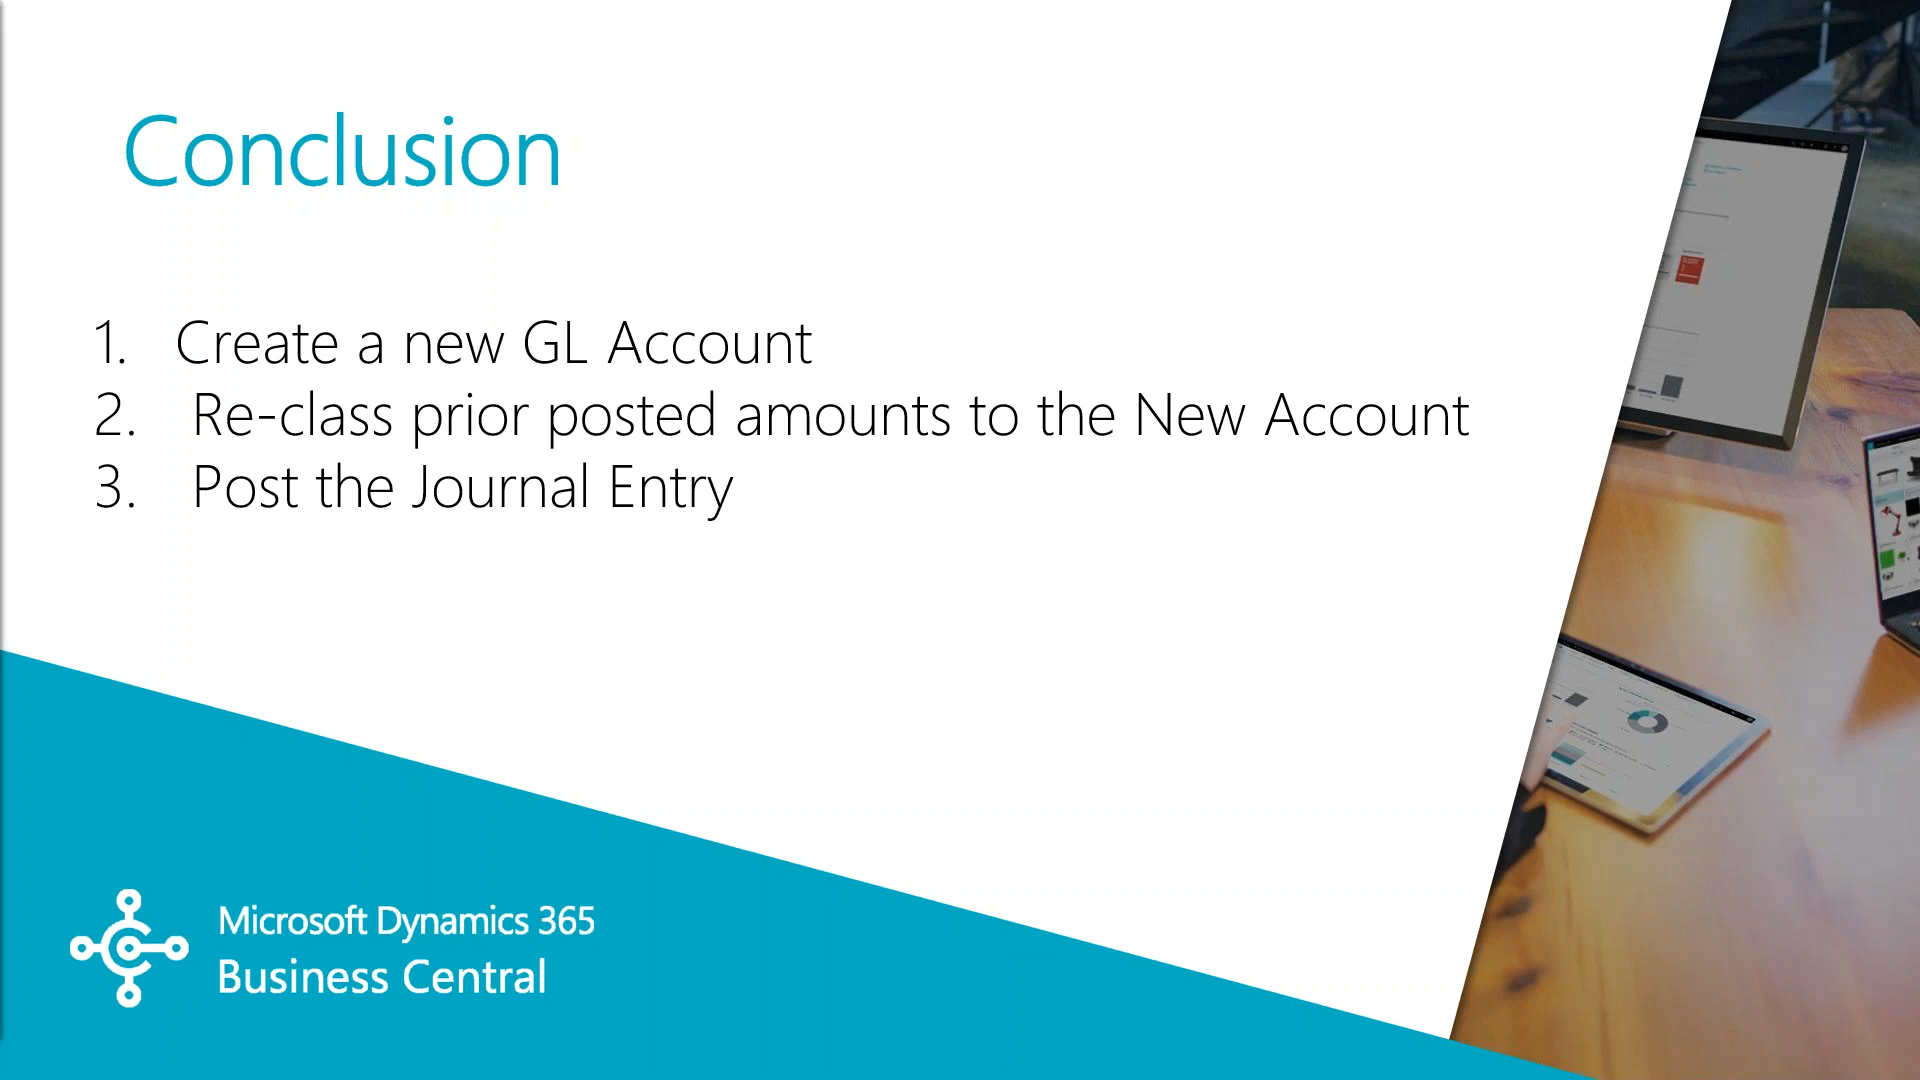 Conclusion
1. Create a new GL Account
2. Re-class prior posted amounts to the New Account
3. Post the Journal Entry
Microsoft Dynamics 365
Business Central